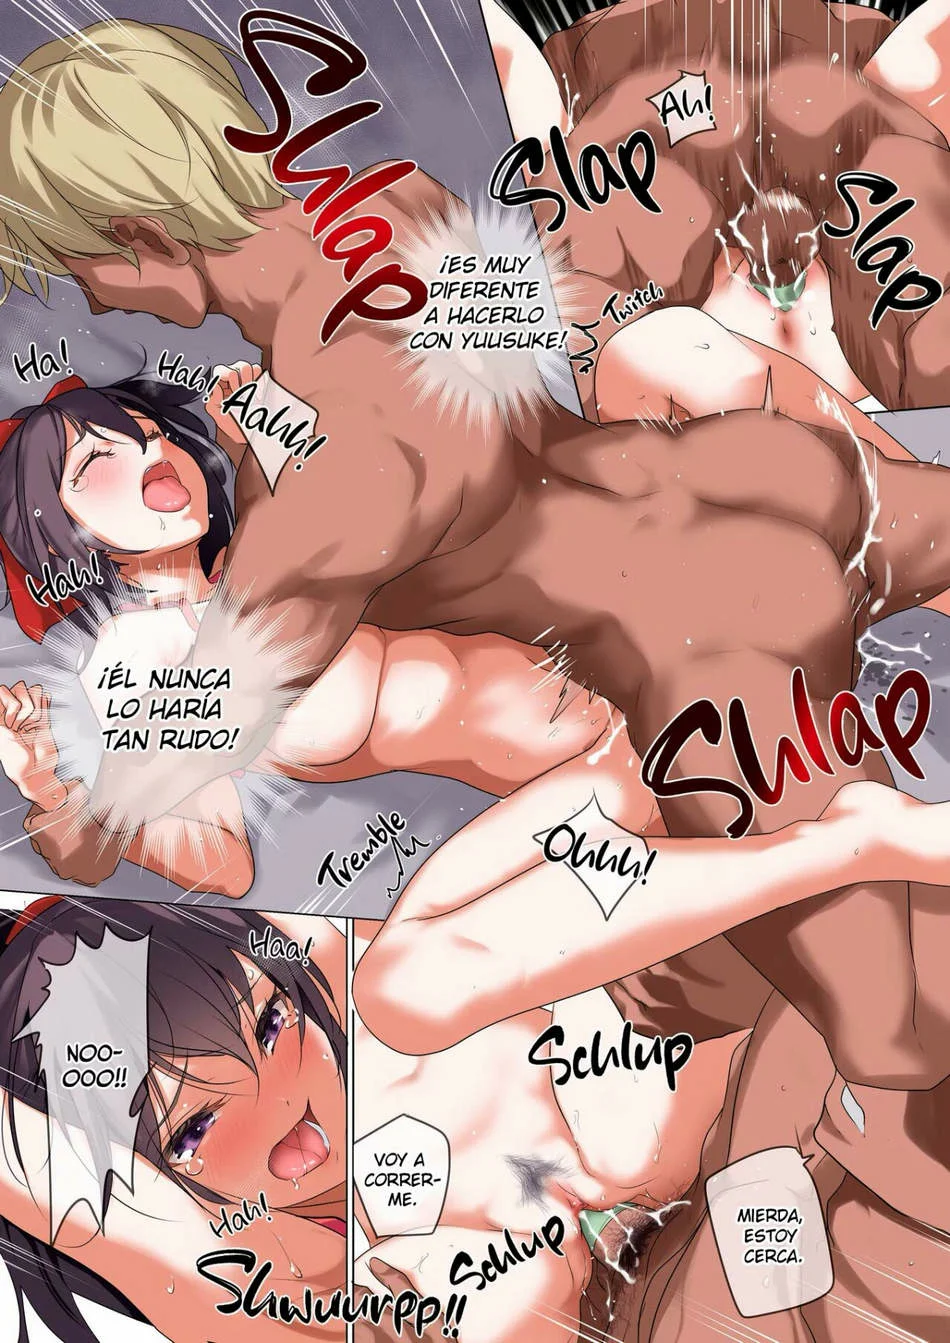 Shlap
Ah!
Slap
Slap
¡ES MUY
DIFERENTE
A HACERLO
CON YUUSUKE!
Twitch
Ha!
Hah!
Aahh!
Hah!
¡ÉL NUNCA
LO HARÍA
TAN RUDO!
Shlap
Tremble
Ohhh!
Haa!
NOO-
OOO!!
Schlup
VOY A
CORRER-
ME.
MIERDA,
ESTOY
CERCA.
Hah!
Schlup
Shwuurpp!!